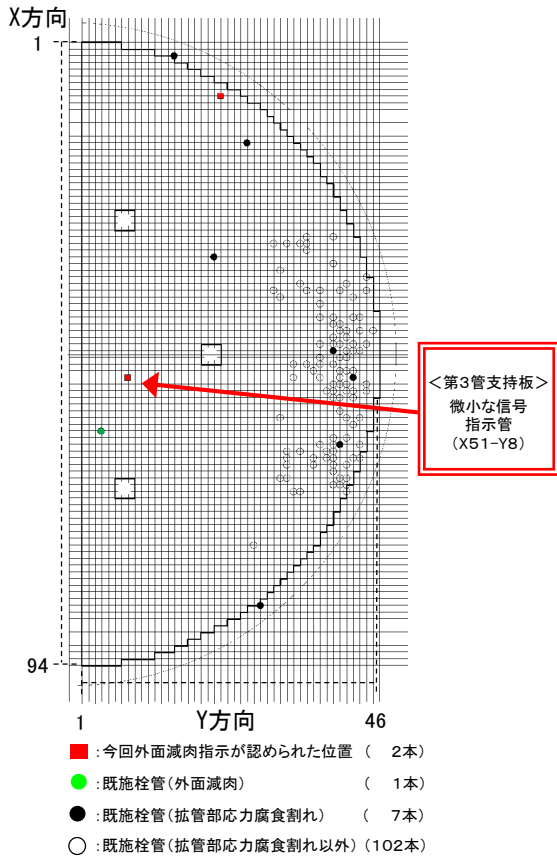 X方向
1
94
1
Y方向
46
＜第3管支持板＞
微小な信号
指示管
（X51－Y8）
：今回外面減肉指示が認められた位置 （ 2本）
：既施栓管（外面減肉） （ 1本）
：既施栓管（拡管部応力腐食割れ） （ 7本）
：既施栓管（拡管部応力腐食割れ以外）（102本）